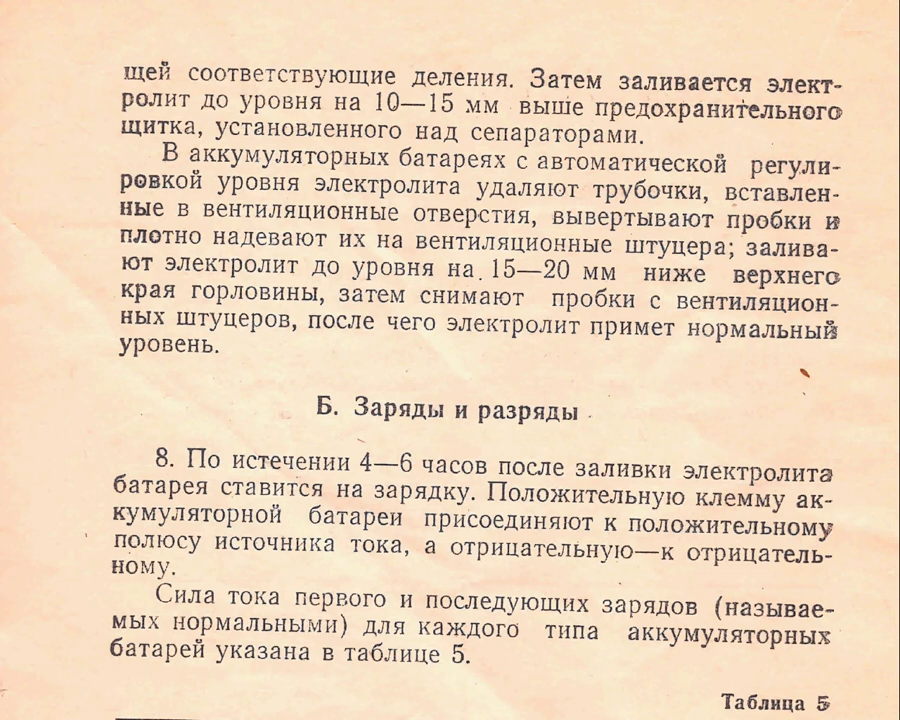 щей соответствующие деления. Затем заливается элект-
ролит до уровня на 10—15 мм выше предохранительного
щитка, установленного над сепараторами.
В аккумуляторных батареях с автоматической регули-
ровкой уровня электролита удаляют трубочки, вставлен-
ные в вентиляционные отверстия, вывертывают пробки и
плотно надевают их на вентиляционные штуцера; залива-
ют электролит до уровня на 15—20 мм ниже верхнего
края горловины, затем снимают пробки с вентиляцион-
ных штуцеров, после чего электролит примет нормальный
уровень.
Б. Заряды и разряды
8. По истечении 4—6 часов после заливки электролита
батарея ставится на зарядку. Положительную клемму ак-
кумуляторной батареи присоединяют к положительному
полюсу источника тока, а отрицательную—к отрицатель-
ному.
Сила тока первого и последующих зарядов (называе-
мых нормальными) для каждого типа аккумуляторных
батарей указана в таблице 5.
Таблица 5